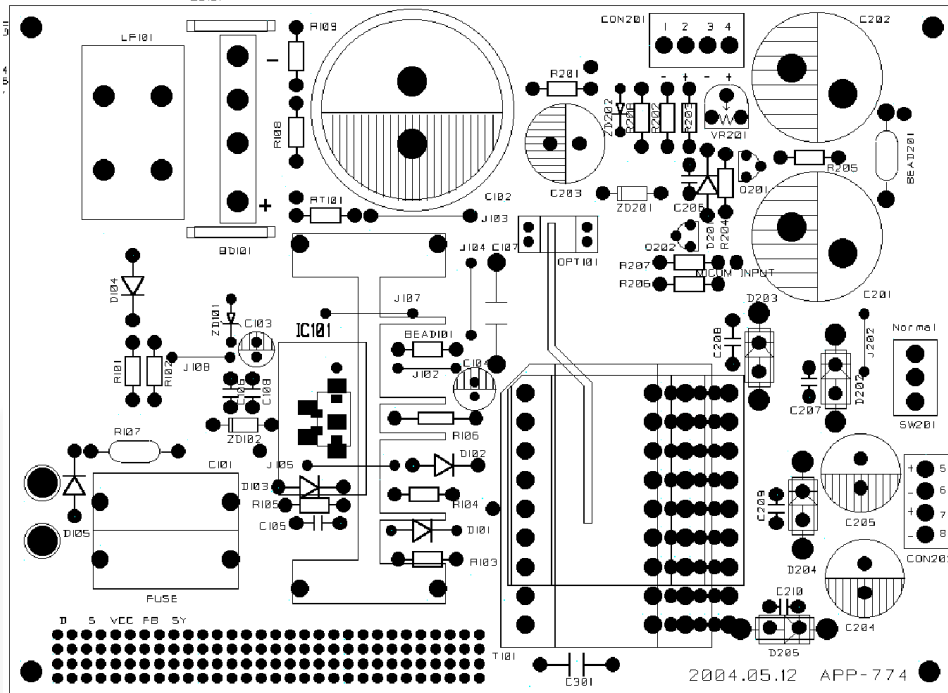 LF101
R109
CON201
1 2 3 4
- + - +
C202
R201
ZD202
R202
R203
VR201
R108
C203
R205
BEAD201
Q201
C102
ZD201
C206
D201
R204
RT101
J103
BD101
J104
C107
OPT101
Q202
R207
MICOM INPUT
R206
C201
D104
J107
D203
ZD101
C103
IC101
BEAD101
C208
J202
Normal
R101
R102
J108
J102
C104
C207
D202
C106
C108
SW201
R107
ZD102
R106
C101
J105
D102
D103
R105
R104
C209
C205
+ 5
- 6
+ 7
- 8
D105
C105
D101
R103
D204
FUSE
C210
C204
D S VCC FB SY
D205
T101
C301
2004.05.12 APP-774